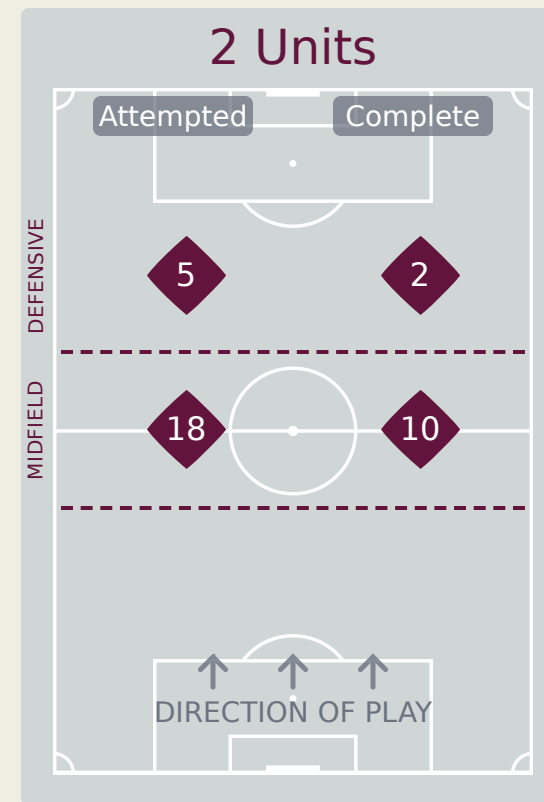 2 Units
Attempted
Complete
DEFENSIVE
5
2
MIDFIELD
18
10
DIRECTION OF PLAY